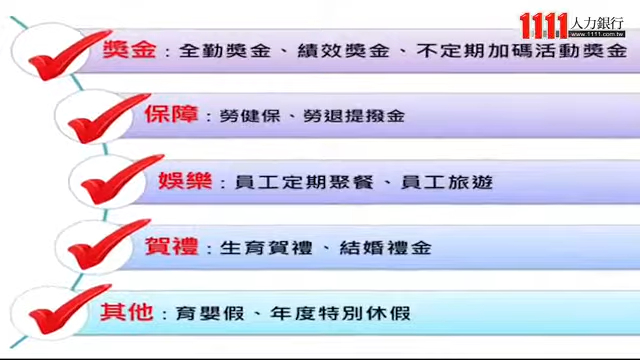 1111人力銀行
www.1111.com.tw
獎金：全勤獎金、績效獎金、不定期加碼活動獎金
保障：勞健保、勞退提撥金
娛樂：員工定期聚餐、員工旅遊
賀禮：生育賀禮、結婚禮金
其他：育嬰假、年度特別休假